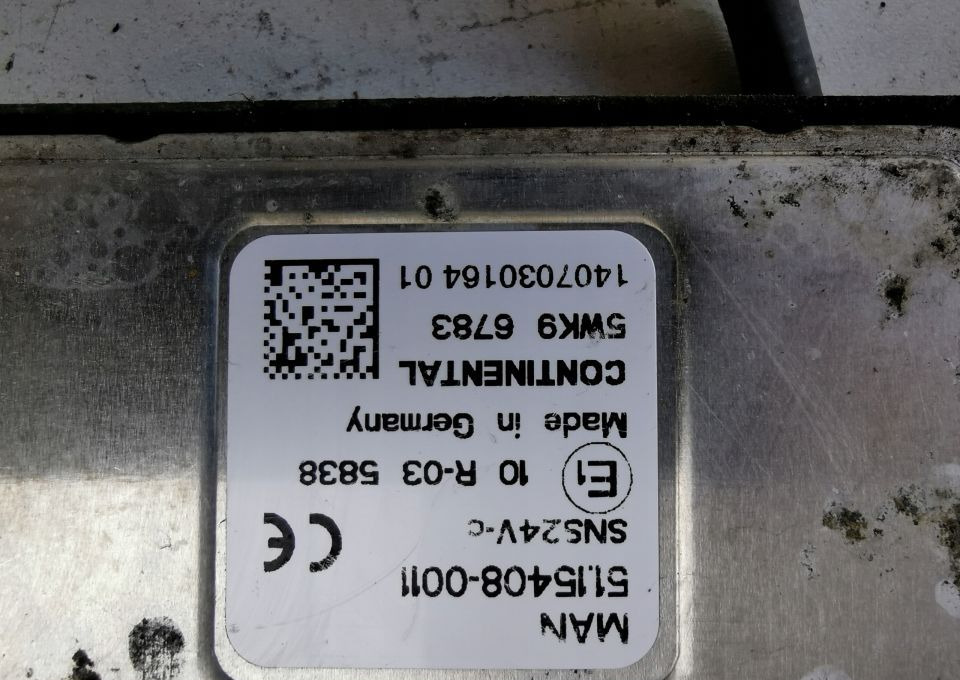 MAN
51.15408-0011
SNS24V-c
CE
E1 10 R-03 5838
Made in Germany
CONTINENTAL
5WK9 6783
1407030164 01